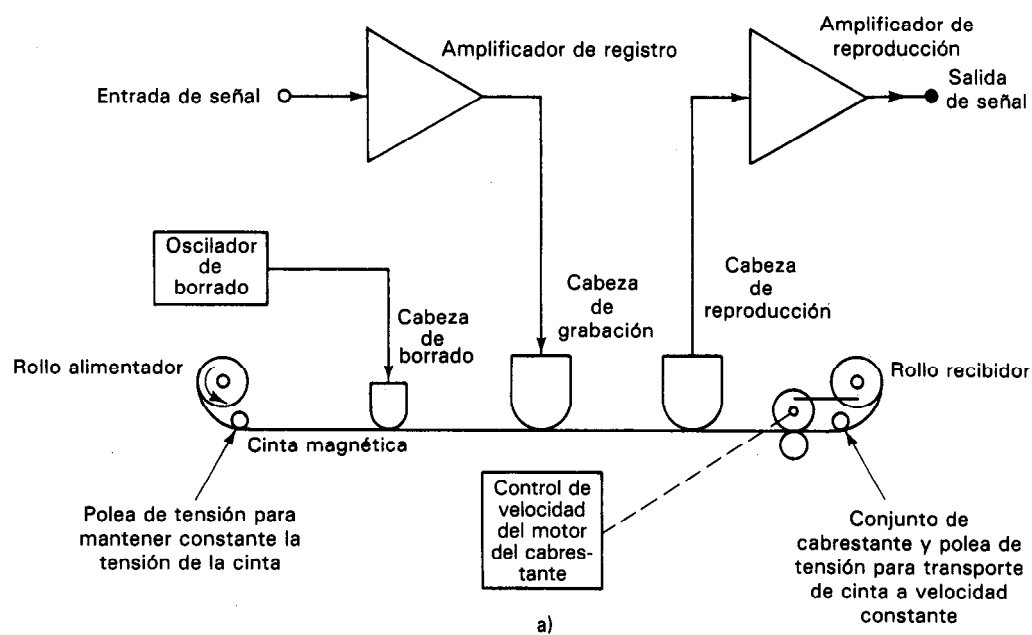 Amplificador de registro
Amplificador de
reproducción
Entrada de señal
Salida
de señal
Oscilador
de
borrado
Cabeza
de
borrado
Cabeza
de
grabación
Cabeza
de
reproducción
Rollo alimentador
Rollo recibidor
Cinta magnética
Polea de tensión para
mantener constante la
tensión de la cinta
Control de
velocidad
del motor
del cabres-
tante
Conjunto de
cabrestante y polea de
tensión para transporte
de cinta a velocidad
constante
a)